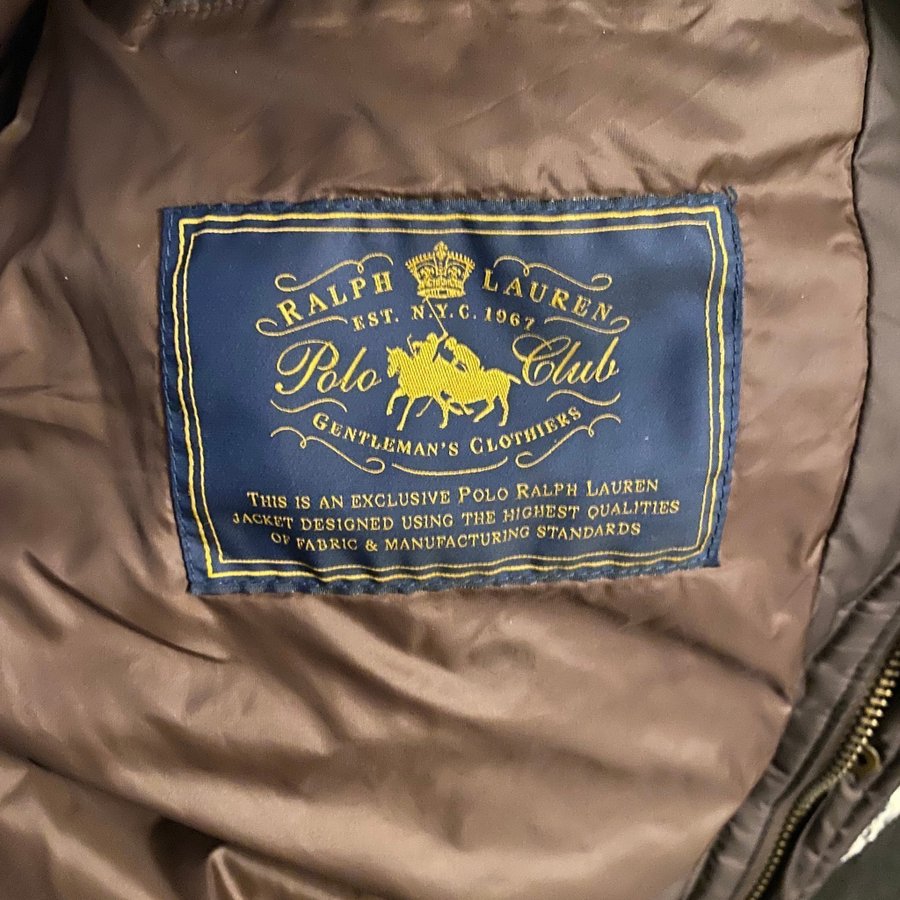 RALPH LAUREN
EST. N.Y.C. 1967
Polo Club
GENTLEMAN'S CLOTHIERS
THIS IS AN EXCLUSIVE POLO RALPH LAUREN
JACKET DESIGNED USING THE HIGHEST QUALITIES
OF FABRIC & MANUFACTURING STANDARDS